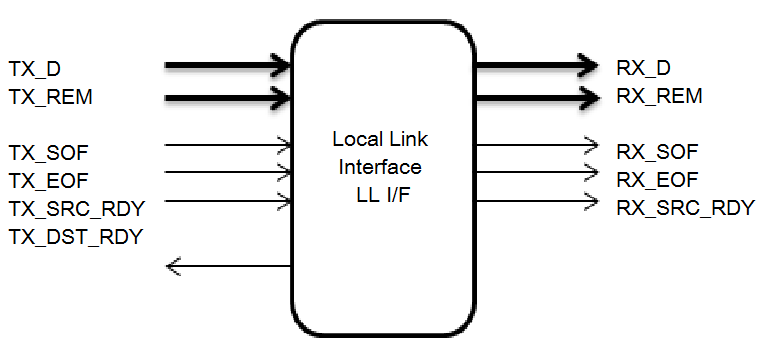 TX_D
TX_REM
TX_SOF
TX_EOF
TX_SRC_RDY
TX_DST_RDY
Local Link
Interface
LL I/F
RX_D
RX_REM
RX_SOF
RX_EOF
RX_SRC_RDY